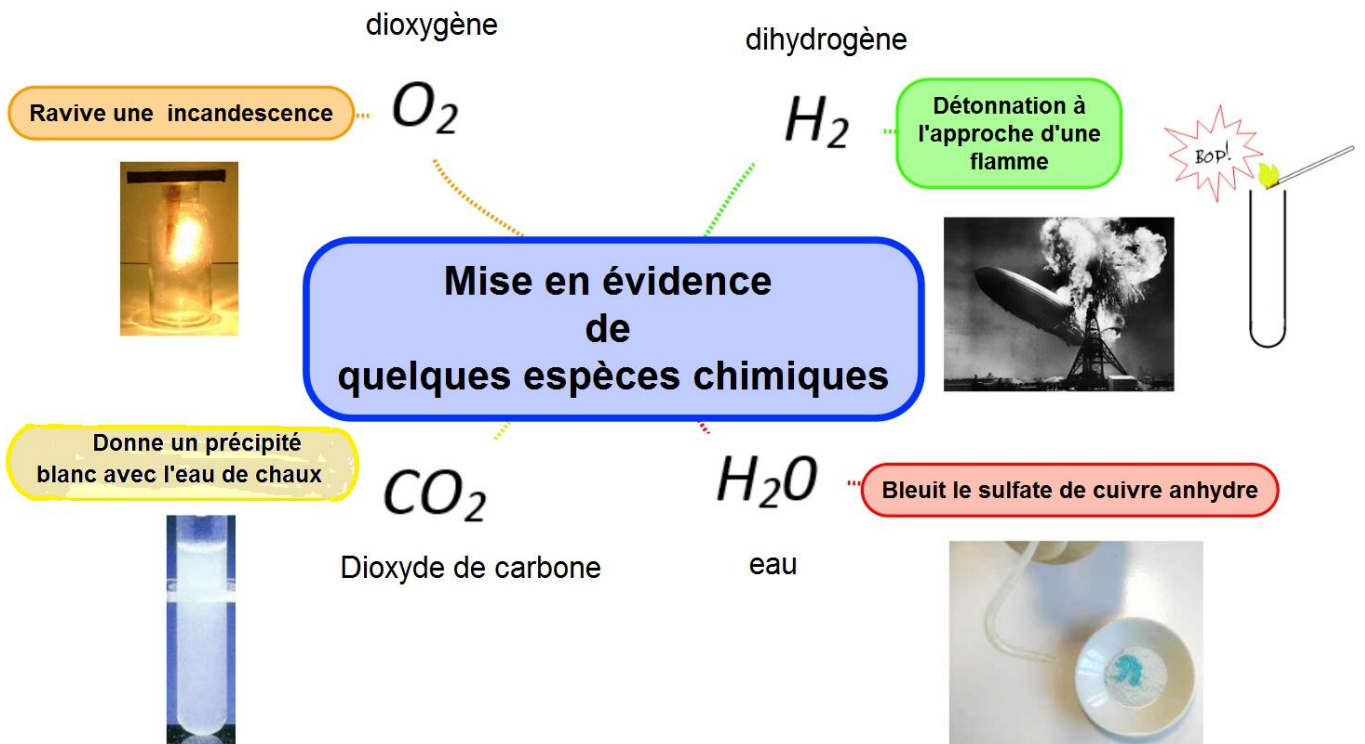 dioxygène
O₂
Ravive une incandescence
dihydrogène
H₂
Détonnation à
l'approche d'une
flamme
BOP!
Mise en évidence
de
quelques espèces chimiques
Donne un précipité
blanc avec l'eau de chaux
CO₂
Dioxyde de carbone
H₂O
eau
Bleuit le sulfate de cuivre anhydre